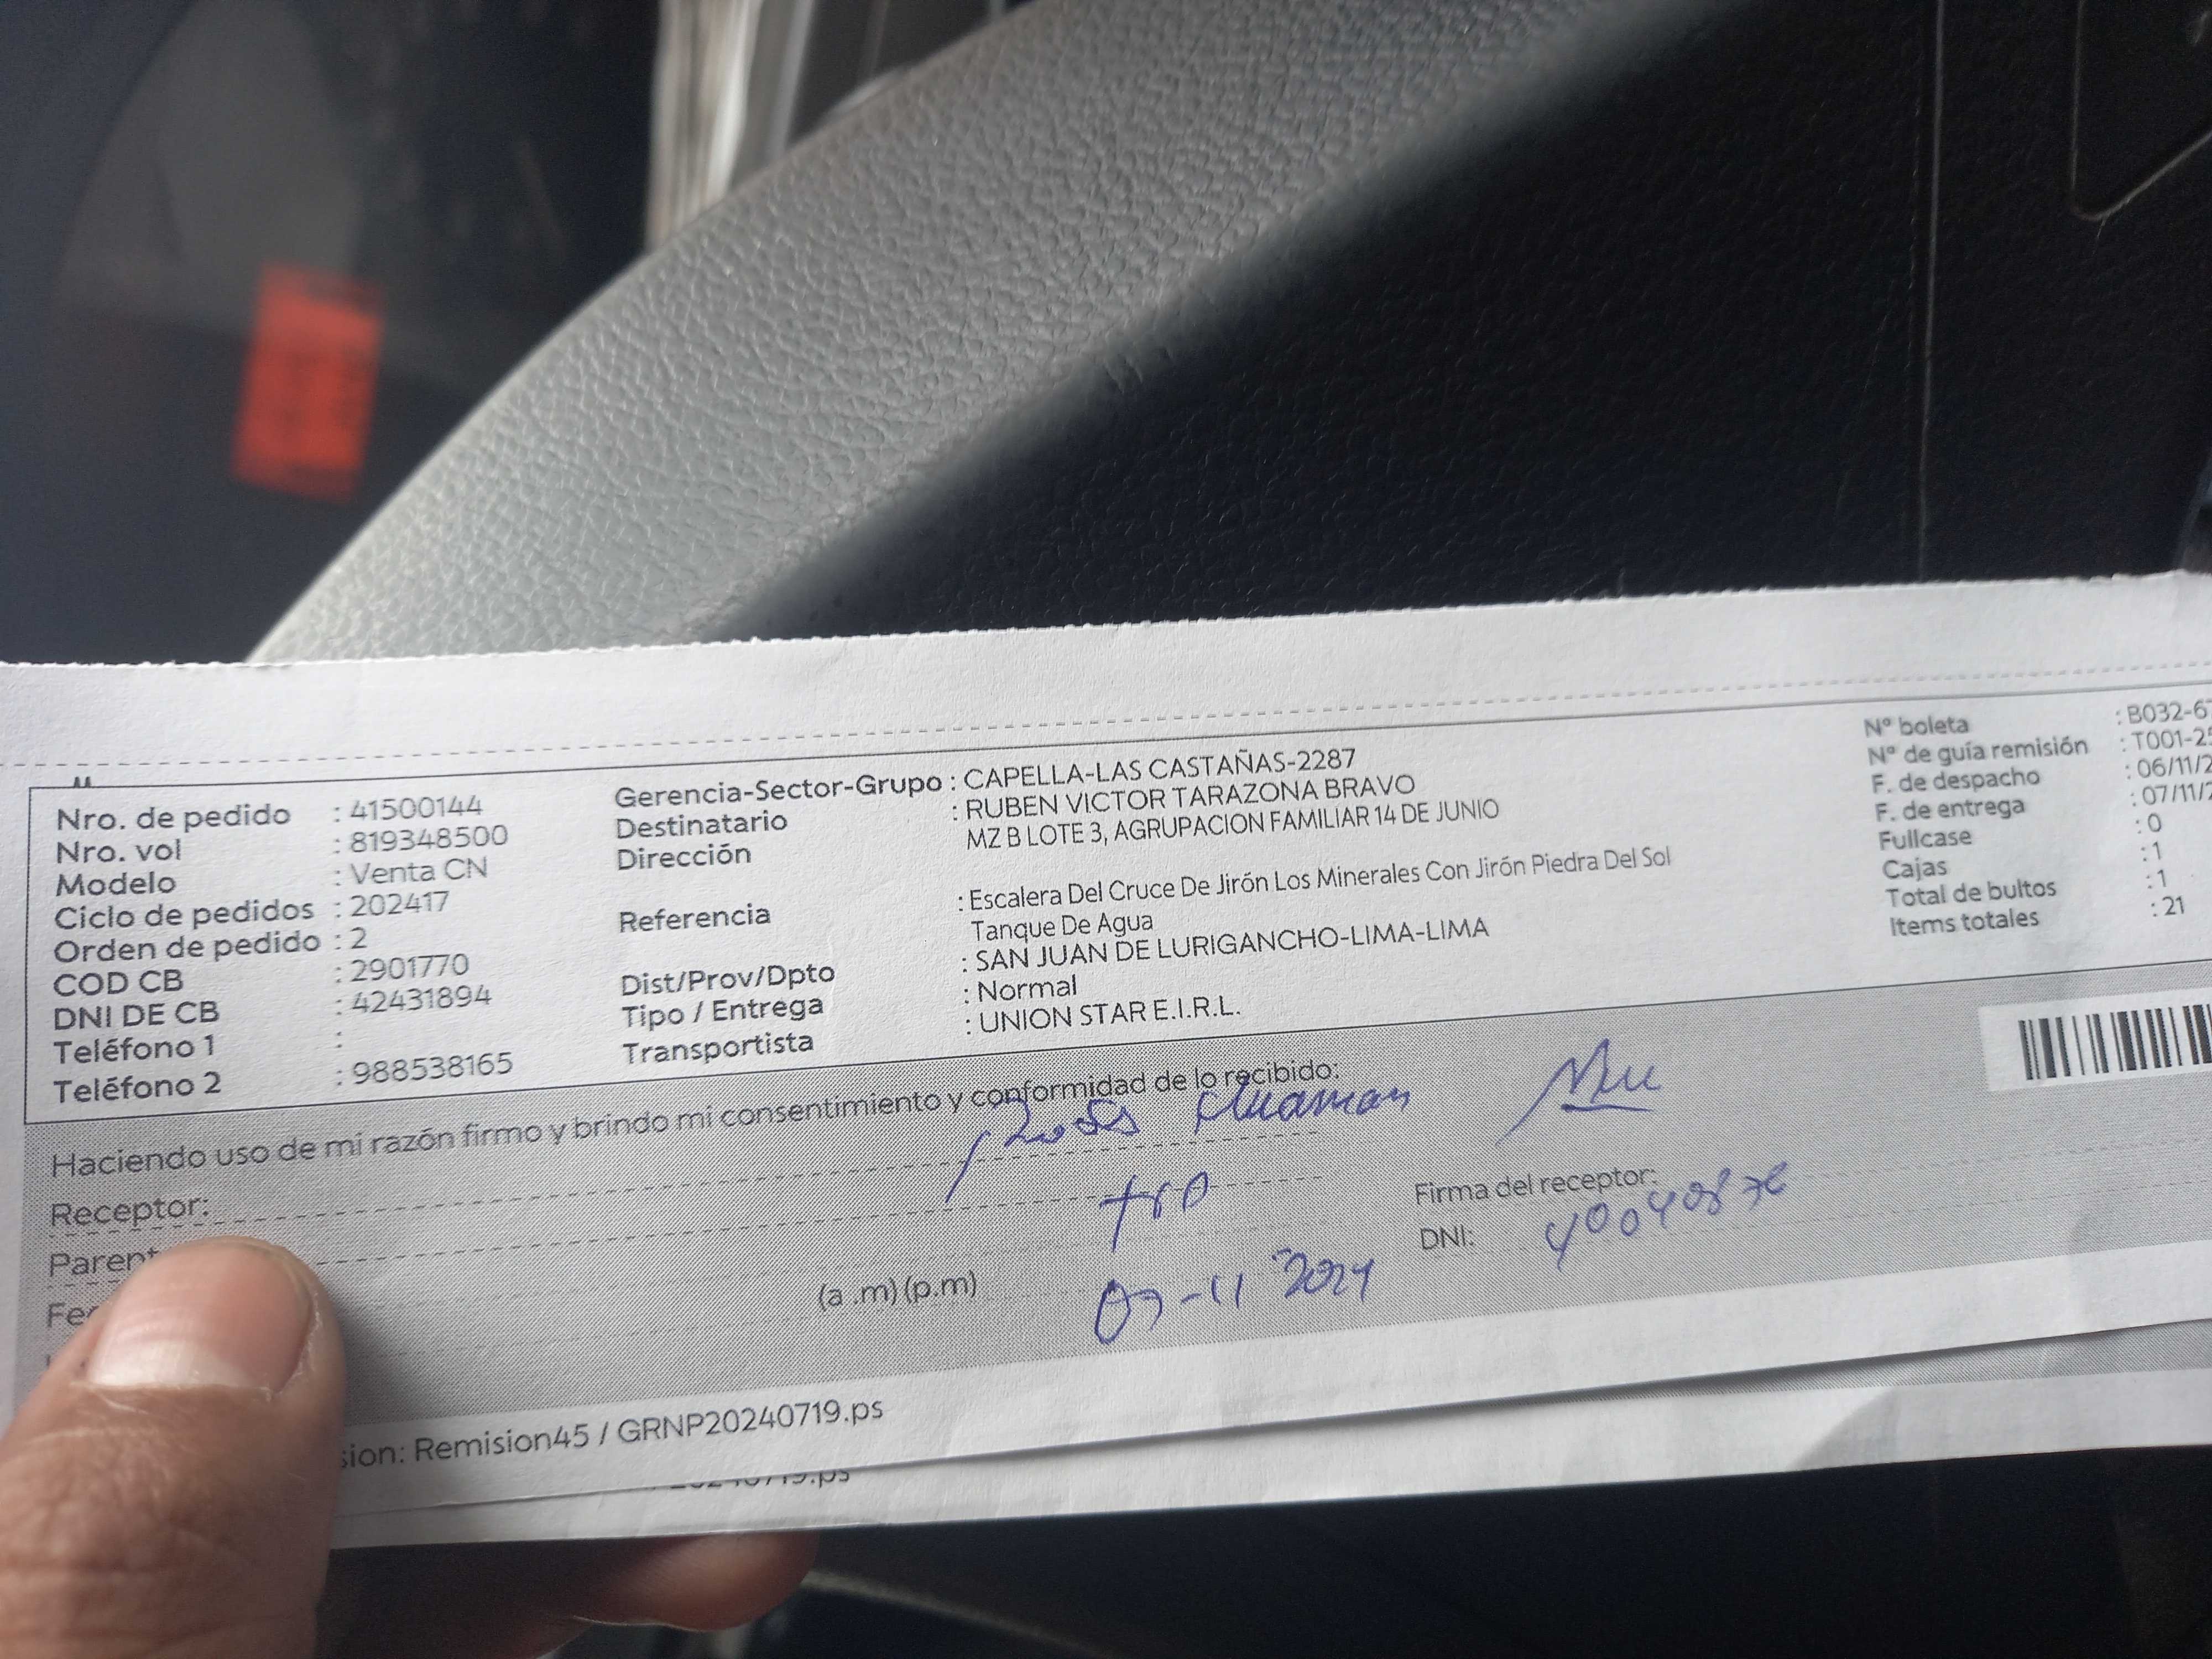 Nro. de pedido : 41500144
Nro. vol : 819348500
Modelo : Venta CN
Ciclo de pedidos : 202417
Orden de pedido : 2
COD CB : 2901770
DNI DE CB : 42431894
Teléfono 1 :
Teléfono 2 : 988538165
Gerencia-Sector-Grupo : CAPELLA-LAS CASTAÑAS-2287
Destinatario : RUBEN VICTOR TARAZONA BRAVO
Dirección MZ B LOTE 3, AGRUPACION FAMILIAR 14 DE JUNIO
Referencia : Escalera Del Cruce De Jirón Los Minerales Con Jirón Piedra Del Sol
Tanque De Agua
Dist/Prov/Dpto : SAN JUAN DE LURIGANCHO-LIMA-LIMA
Tipo / Entrega : Normal
Transportista : UNION STAR E.I.R.L.
Nº boleta : B032-6
Nº de guía remisión : T001-2
F. de despacho : 06/11/2
F. de entrega : 07/11/2
Fullcase : 0
Cajas : 1
Total de bultos : 1
Items totales : 21
Haciendo uso de mi razón firmo y brindo mi consentimiento y conformidad de lo recibido:
Receptor: Huaman
Parent
Fe (a .m) (p.m) 07-11 2024
Firma del receptor:
DNI:
sion: Remision45 / GRNP20240719.ps
20240719.ps